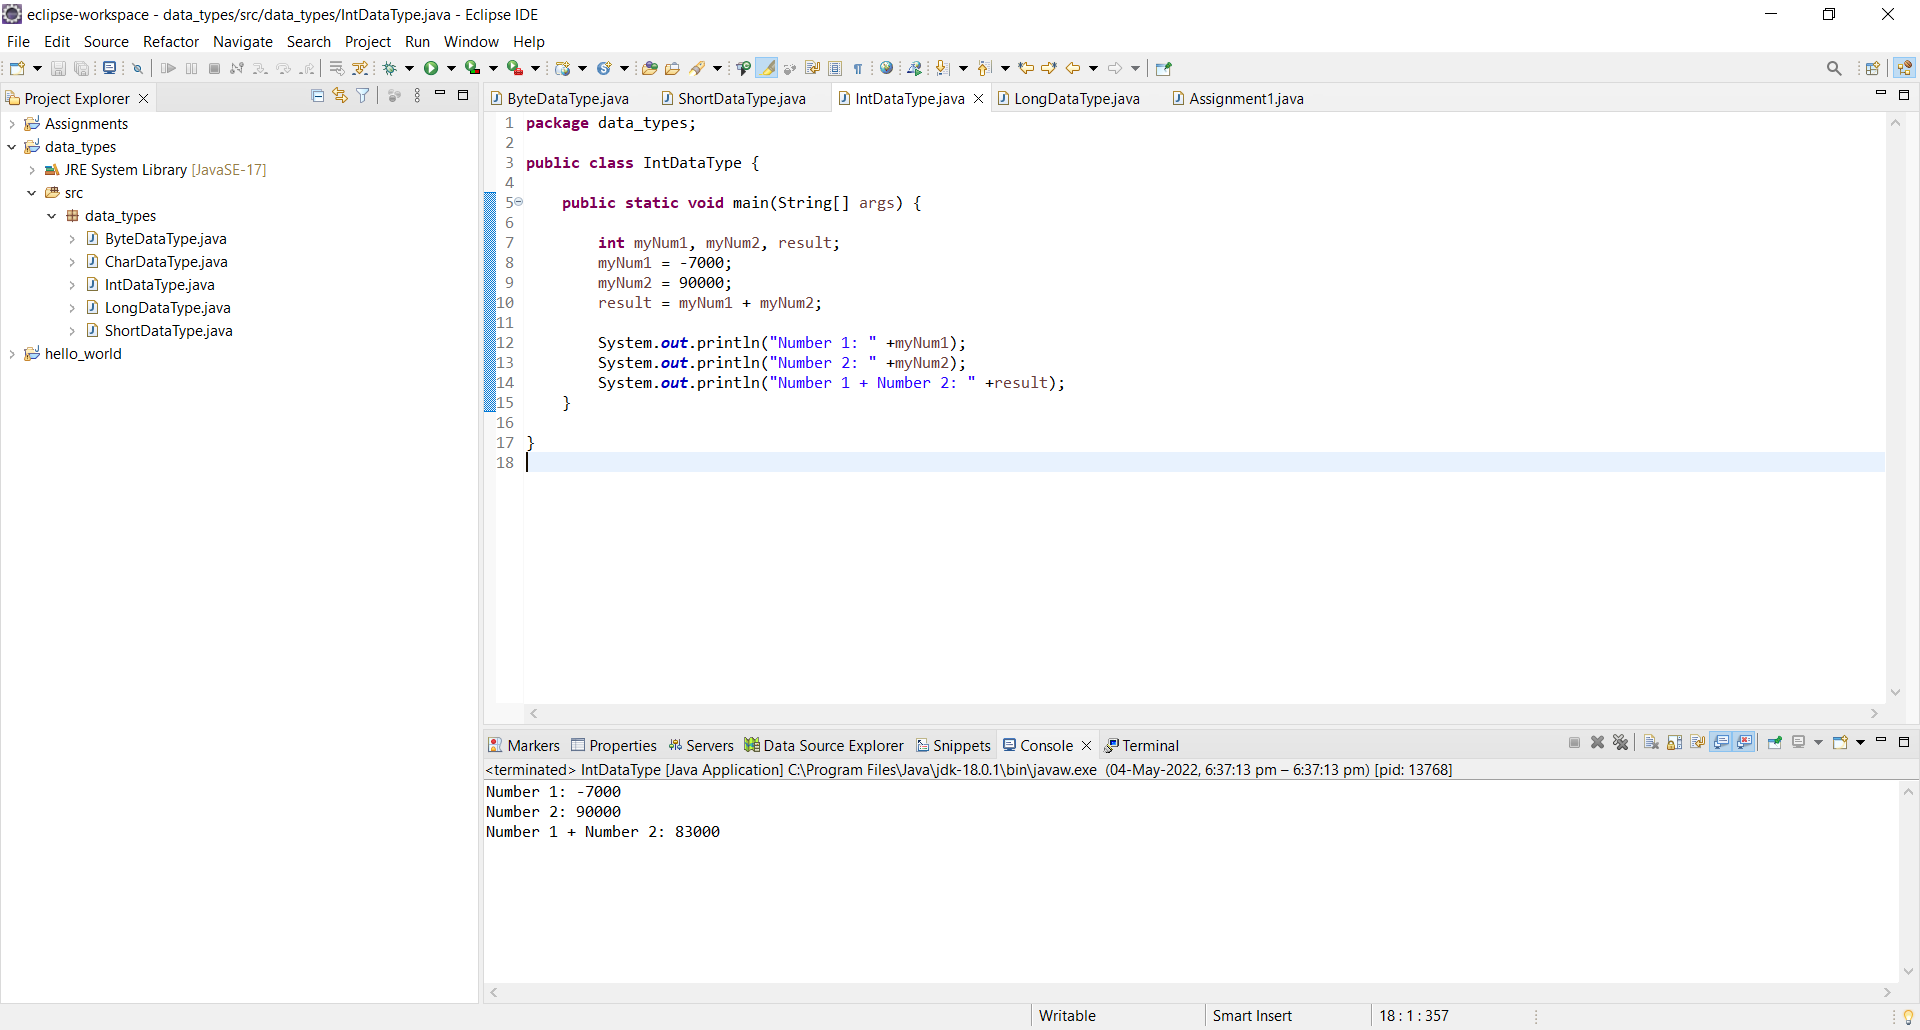 eclipse-workspace - data_types/src/data_types/IntDataType.java - Eclipse IDE
File Edit Source Refactor Navigate Search Project Run Window Help
Project Explorer
Assignments
data_types
JRE System Library [JavaSE-17]
src
data_types
ByteDataType.java
CharDataType.java
IntDataType.java
LongDataType.java
ShortDataType.java
hello_world
ByteDataType.java ShortDataType.java IntDataType.java LongDataType.java Assignment1.java
1 package data_types;
2
3 public class IntDataType {
4
5     public static void main(String[] args) {
6
7         int myNum1, myNum2, result;
8         myNum1 = -7000;
9         myNum2 = 90000;
10         result = myNum1 + myNum2;
11
12         System.out.println("Number 1: " +myNum1);
13         System.out.println("Number 2: " +myNum2);
14         System.out.println("Number 1 + Number 2: " +result);
15     }
16
17 }
18
Markers Properties Servers Data Source Explorer Snippets Console Terminal
<terminated> IntDataType [Java Application] C:\Program Files\Java\jdk-18.0.1\bin\javaw.exe (04-May-2022, 6:37:13 pm – 6:37:13 pm) [pid: 13768]
Number 1: -7000
Number 2: 90000
Number 1 + Number 2: 83000
Writable Smart Insert 18 : 1 : 357